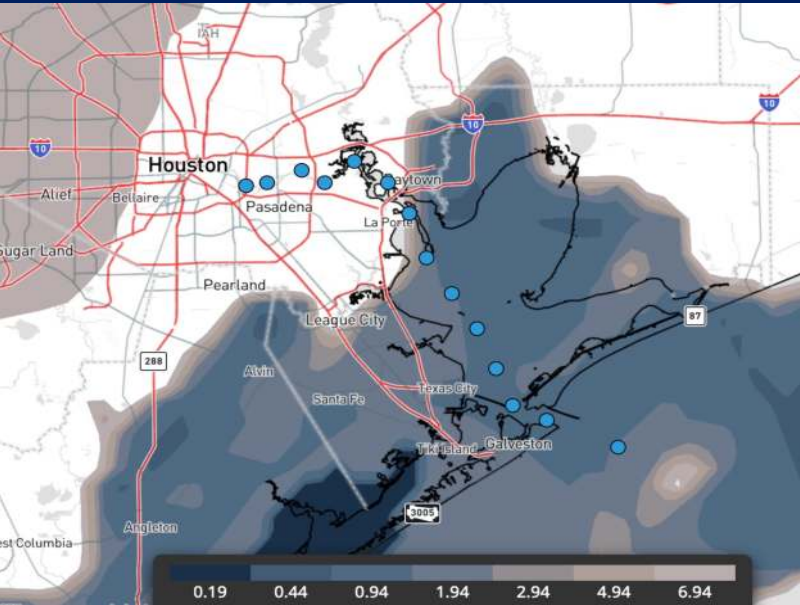 IAH
10
10
10
Houston
aytown
Alief
Bellaire
Pasadena
La Porte
Sugar Land
Pearland
League City
87
288
Alvin
Texas City
Santa Fe
Tiki Island
Galveston
3005
Angleton
est Columbia
0.19 0.44 0.94 1.94 2.94 4.94 6.94